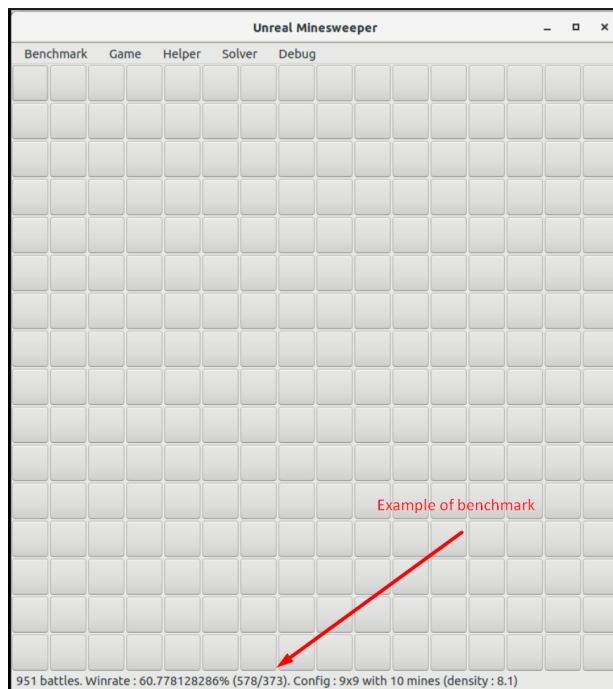 Unreal Minesweeper
Benchmark Game Helper Solver Debug
Example of benchmark
951 battles. Winrate : 60.778128286% (578/373). Config : 9x9 with 10 mines (density : 8.1)